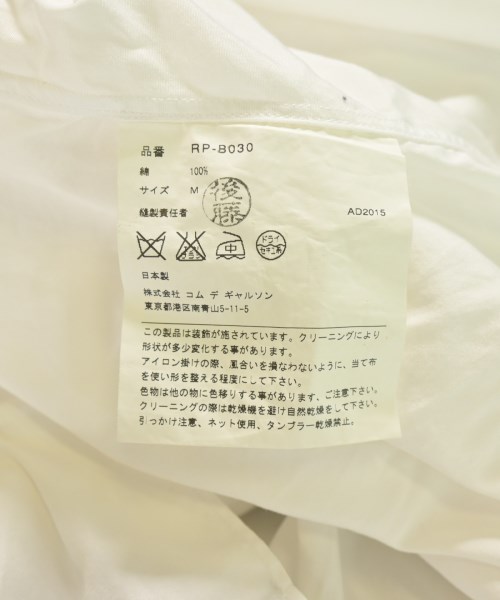 品番 RP-B030
綿 100%
サイズ M
後藤
縫製責任者 AD2015
中 ドライ セキユ系
日本製
株式会社 コム デ ギャルソン
東京都港区南青山5-11-5
この製品は装飾が施されています。クリーニングにより
形状が多少変化する事があります。
アイロン掛けの際、風合いを損なわないように、当て布
を使い形を整える程度にして下さい。
色物は他の物に色移りする事があります、ご注意下さい。
クリーニングの際は乾燥機を避け自然乾燥をして下さい。
引っかけ注意、ネット使用、タンブラー乾燥禁止。